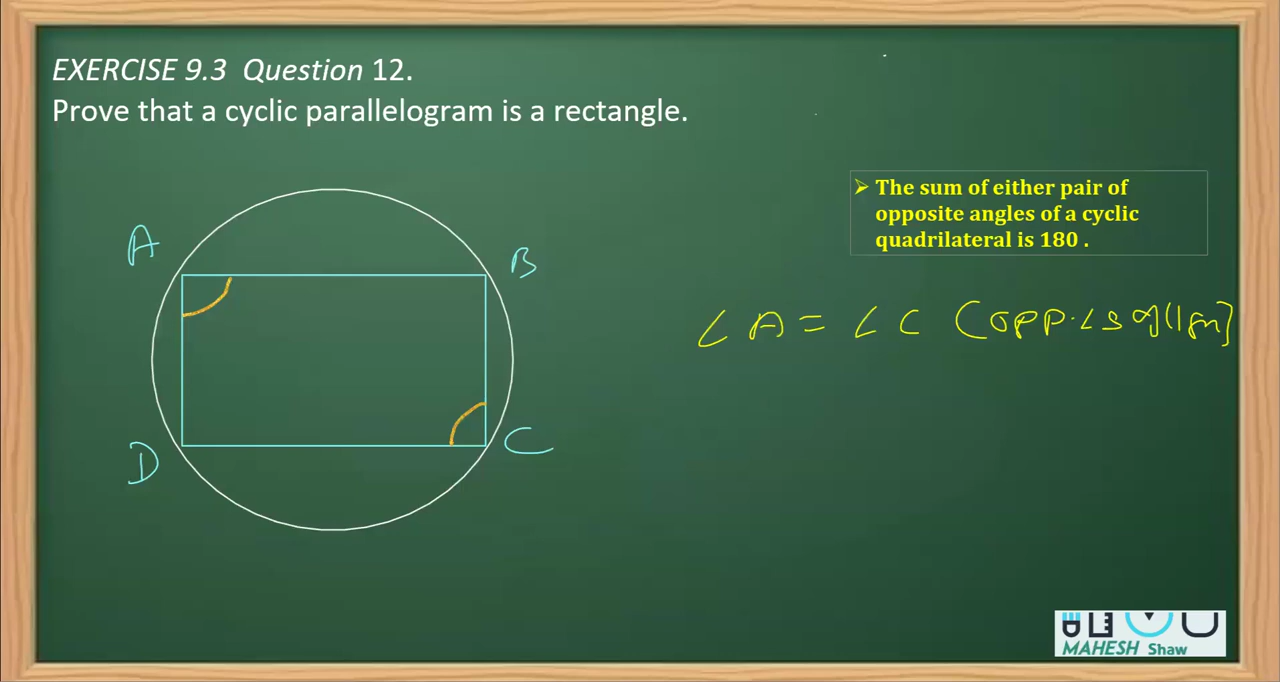 EXERCISE 9.3 Question 12.
Prove that a cyclic parallelogram is a rectangle.
➢ The sum of either pair of
opposite angles of a cyclic
quadrilateral is 180 .
A
B
∠ A = ∠ C (opp. ∠s of ||gm]
D
C
MAHESH Shaw